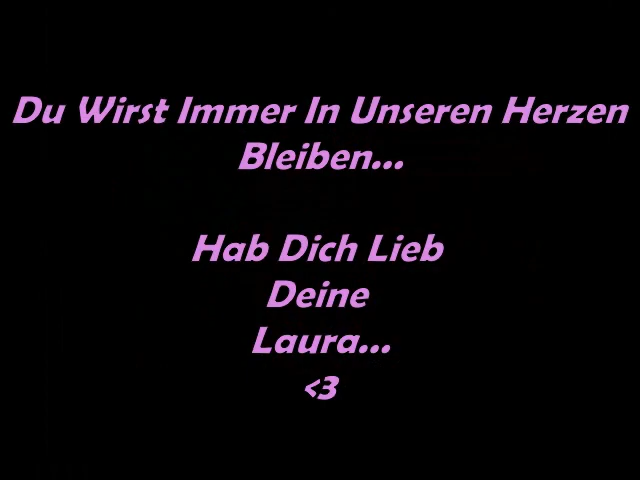 Du Wirst Immer In Unseren Herzen
Bleiben...
Hab Dich Lieb
Deine
Laura...
<3